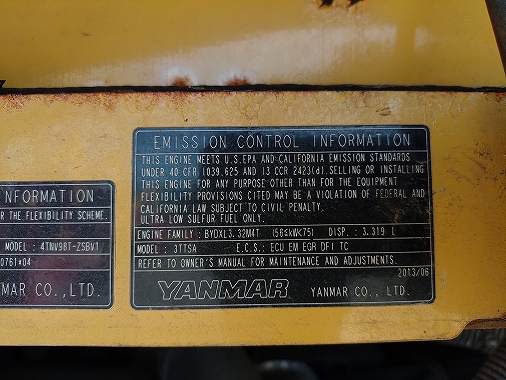 NFORMATION
R THE FLEXIBILITY SCHEME.
MODEL : 4TNV98T-ZSBV1
0761*04
NMAR CO.,LTD.
EMISSION CONTROL INFORMATION
THIS ENGINE MEETS U.S.EPA AND CALIFORNIA EMISSION STANDARDS
UNDER 40 CFR 1039.625 AND 13 CCR 2423(d).SELLING OR INSTALLING
THIS ENGINE FOR ANY PURPOSE OTHER THAN FOR THE EQUIPMENT
FLEXIBILITY PROVISIONS CITED MAY BE A VIOLATION OF FEDERAL AND
CALIFORNIA LAW SUBJECT TO CIVIL PENALTY.
ULTRA LOW SULFUR FUEL ONLY.
ENGINE FAMILY : BYDXL3.32M4T (56≤kW<75) DISP. : 3.319 L
MODEL : 3TTSA E.C.S: ECU EM EGR DFI TC
REFER TO OWNER'S MANUAL FOR MAINTENANCE AND ADJUSTMENTS.
2013/06
YANMAR YANMAR CO., LTD.